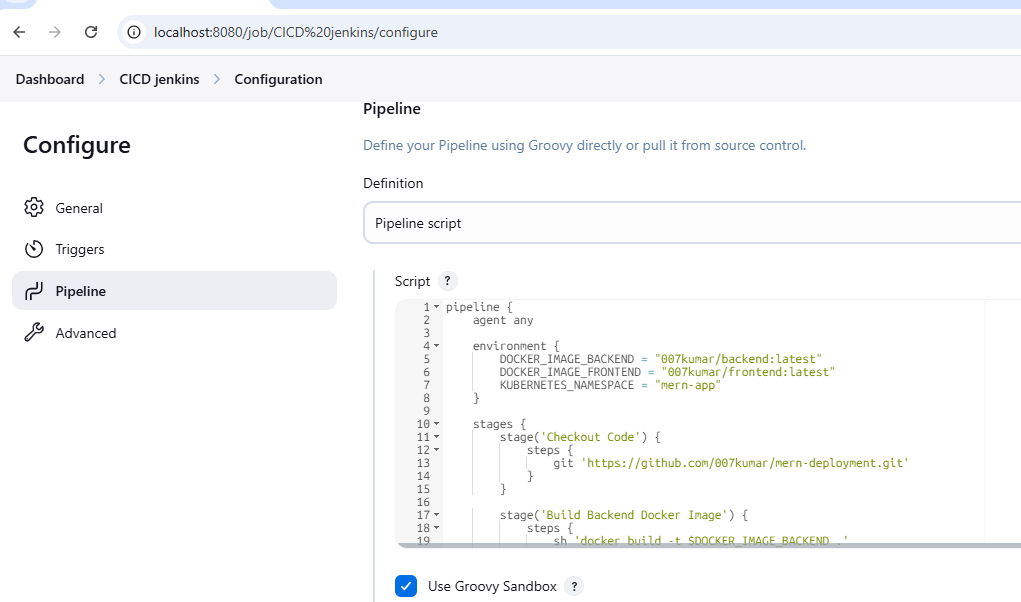 localhost:8080/job/CICD%20jenkins/configure
Dashboard > CICD jenkins > Configuration
Configure
General
Triggers
Pipeline
Advanced
Pipeline
Define your Pipeline using Groovy directly or pull it from source control.
Definition
Pipeline script
Script ?
1 pipeline {
2     agent any
3
4     environment {
5         DOCKER_IMAGE_BACKEND = "007kumar/backend:latest"
6         DOCKER_IMAGE_FRONTEND = "007kumar/frontend:latest"
7         KUBERNETES_NAMESPACE = "mern-app"
8     }
9
10     stages {
11         stage('Checkout Code') {
12             steps {
13                 git 'https://github.com/007kumar/mern-deployment.git'
14             }
15         }
16
17         stage('Build Backend Docker Image') {
18             steps {
19                 sh 'docker build -t $DOCKER_IMAGE_BACKEND .'
Use Groovy Sandbox ?